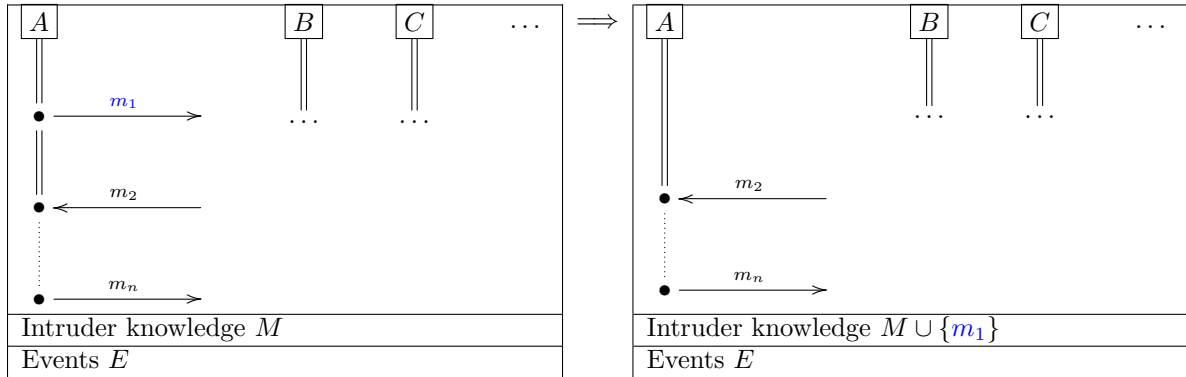 A B C … ⟹ A B C …
m₁ … … … …
m₂ m₂
mₙ mₙ
Intruder knowledge M Intruder knowledge M ∪ {m₁}
Events E Events E